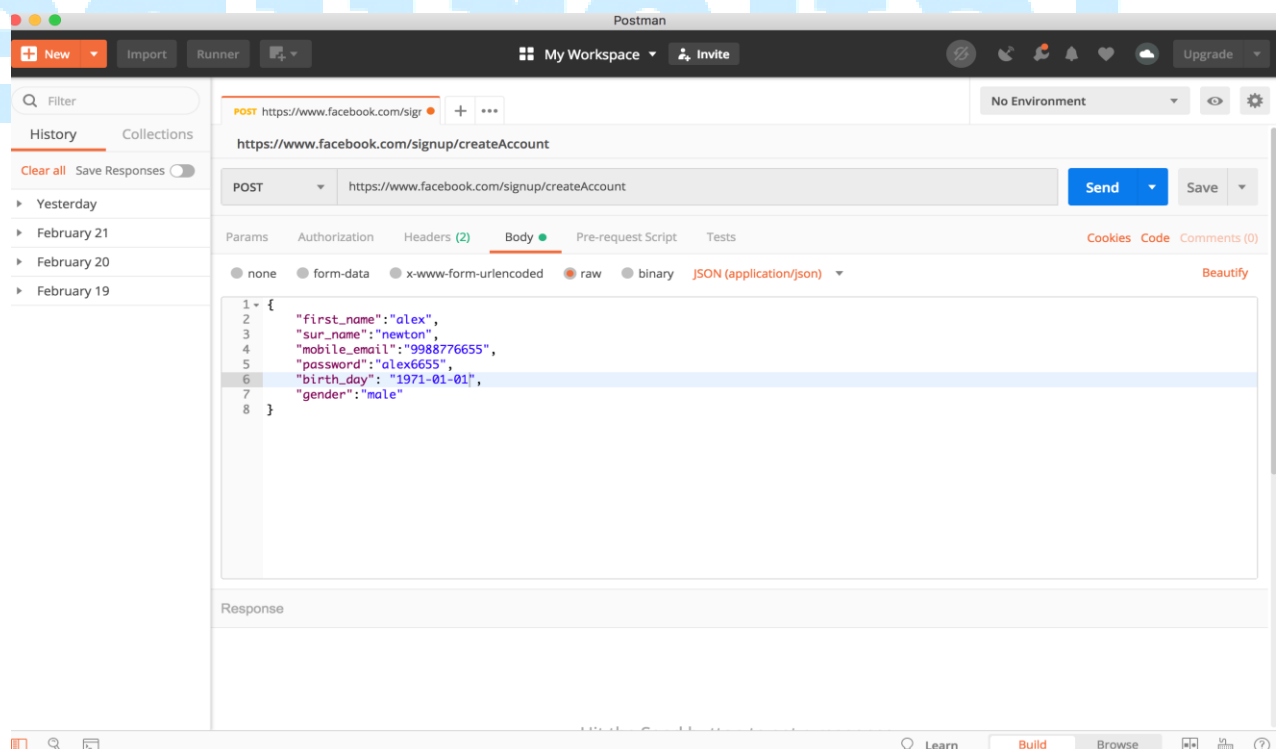 Postman
New Import Runner My Workspace Invite Upgrade
Filter
History Collections
Clear all Save Responses
Yesterday
February 21
February 20
February 19
POST https://www.facebook.com/sigr + ••• No Environment
https://www.facebook.com/signup/createAccount
POST https://www.facebook.com/signup/createAccount Send Save
Params Authorization Headers (2) Body Pre-request Script Tests Cookies Code Comments (0)
none form-data x-www-form-urlencoded raw binary JSON (application/json) Beautify
1 {
2 "first_name":"alex",
3 "sur_name":"newton",
4 "mobile_email":"9988776655",
5 "password":"alex6655",
6 "birth_day": "1971-01-01",
7 "gender":"male"
8 }
Response
Learn Build Browse